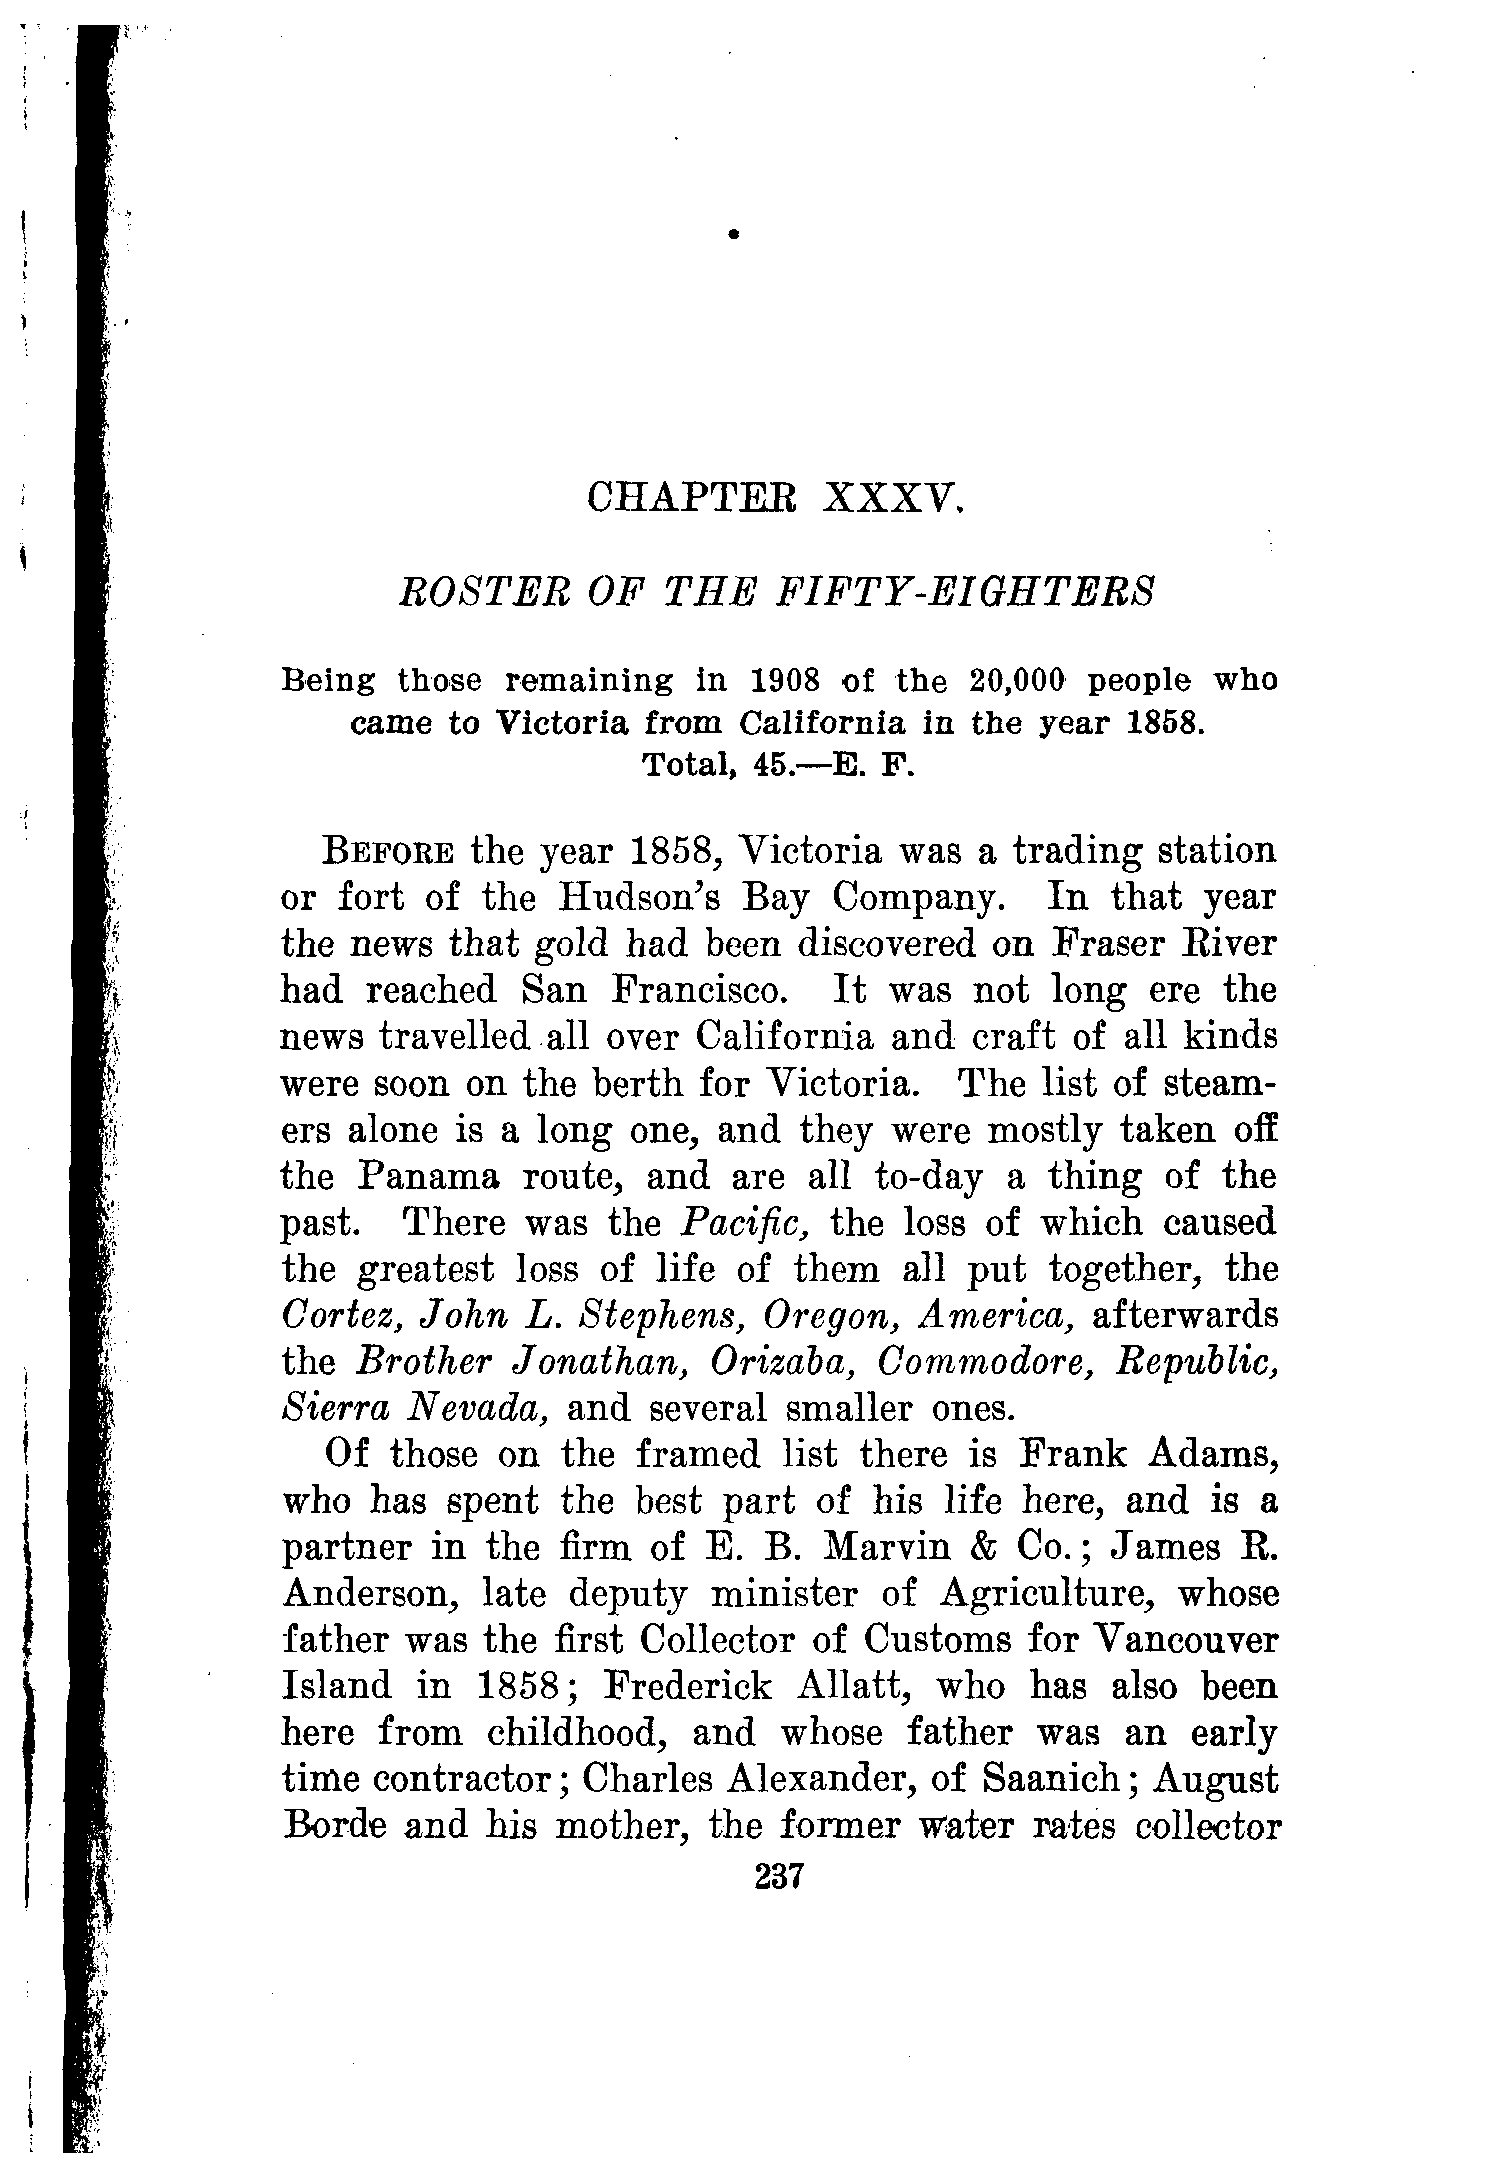 CHAPTER XXXV.
ROSTER OF THE FIFTY-EIGHTERS
Being those remaining in 1908 of the 20,000 people who
came to Victoria from California in the year 1858.
Total, 45.—E. F.
BEFORE the year 1858, Victoria was a trading station
or fort of the Hudson's Bay Company. In that year
the news that gold had been discovered on Fraser River
had reached San Francisco. It was not long ere the
news travelled all over California and craft of all kinds
were soon on the berth for Victoria. The list of steam-
ers alone is a long one, and they were mostly taken off
the Panama route, and are all to-day a thing of the
past. There was the Pacific, the loss of which caused
the greatest loss of life of them all put together, the
Cortez, John L. Stephens, Oregon, America, afterwards
the Brother Jonathan, Orizaba, Commodore, Republic,
Sierra Nevada, and several smaller ones.
Of those on the framed list there is Frank Adams,
who has spent the best part of his life here, and is a
partner in the firm of E. B. Marvin & Co.; James R.
Anderson, late deputy minister of Agriculture, whose
father was the first Collector of Customs for Vancouver
Island in 1858; Frederick Allatt, who has also been
here from childhood, and whose father was an early
time contractor; Charles Alexander, of Saanich; August
Borde and his mother, the former water rates collector
237